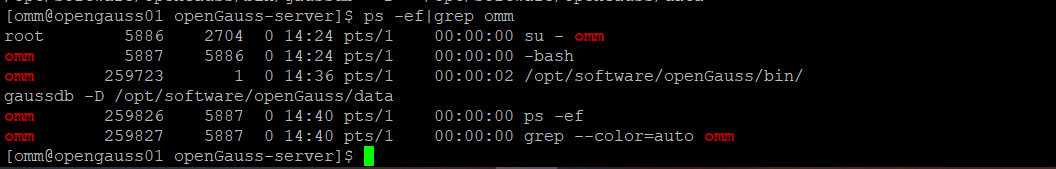 [omm@opengauss01 openGauss-server]$ ps -ef|grep omm
root        5886    2704  0 14:24 pts/1    00:00:00 su - omm
omm         5887    5886  0 14:24 pts/1    00:00:00 -bash
omm       259723       1  0 14:36 pts/1    00:00:02 /opt/software/openGauss/bin/
gaussdb -D /opt/software/openGauss/data
omm       259826    5887  0 14:40 pts/1    00:00:00 ps -ef
omm       259827    5887  0 14:40 pts/1    00:00:00 grep --color=auto omm
[omm@opengauss01 openGauss-server]$